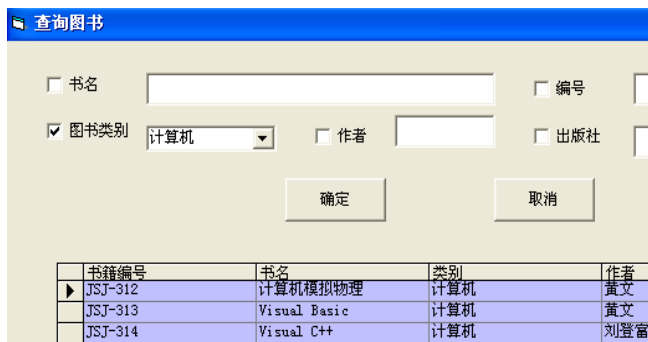 查询图书
书名 编号
图书类别 计算机 作者 出版社
确定 取消
书籍编号 书名 类别 作者
JSJ-312 计算机模拟物理 计算机 黄文
JSJ-313 Visual Basic 计算机 黄文
JSJ-314 Visual C++ 计算机 刘登富